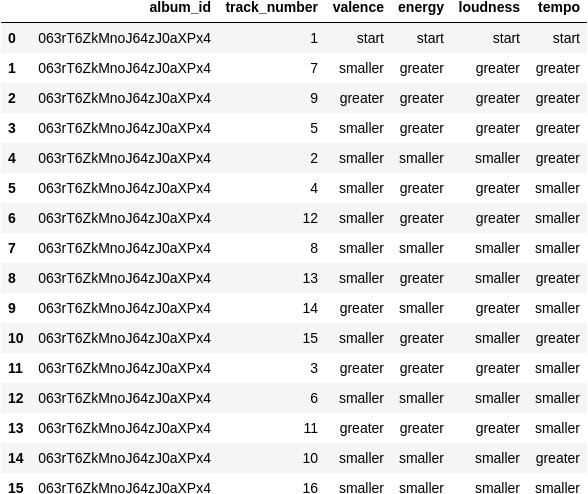 album_id track_number valence energy loudness tempo
0 063rT6ZkMnoJ64zJ0aXPx4 1 start start start start
1 063rT6ZkMnoJ64zJ0aXPx4 7 smaller greater greater greater
2 063rT6ZkMnoJ64zJ0aXPx4 9 greater greater greater greater
3 063rT6ZkMnoJ64zJ0aXPx4 5 smaller greater greater greater
4 063rT6ZkMnoJ64zJ0aXPx4 2 smaller smaller smaller greater
5 063rT6ZkMnoJ64zJ0aXPx4 4 smaller greater greater smaller
6 063rT6ZkMnoJ64zJ0aXPx4 12 smaller greater greater smaller
7 063rT6ZkMnoJ64zJ0aXPx4 8 smaller smaller smaller smaller
8 063rT6ZkMnoJ64zJ0aXPx4 13 smaller greater smaller greater
9 063rT6ZkMnoJ64zJ0aXPx4 14 greater smaller greater smaller
10 063rT6ZkMnoJ64zJ0aXPx4 15 smaller greater smaller greater
11 063rT6ZkMnoJ64zJ0aXPx4 3 greater greater greater smaller
12 063rT6ZkMnoJ64zJ0aXPx4 6 smaller smaller smaller smaller
13 063rT6ZkMnoJ64zJ0aXPx4 11 greater greater greater smaller
14 063rT6ZkMnoJ64zJ0aXPx4 10 smaller smaller smaller greater
15 063rT6ZkMnoJ64zJ0aXPx4 16 smaller smaller smaller smaller